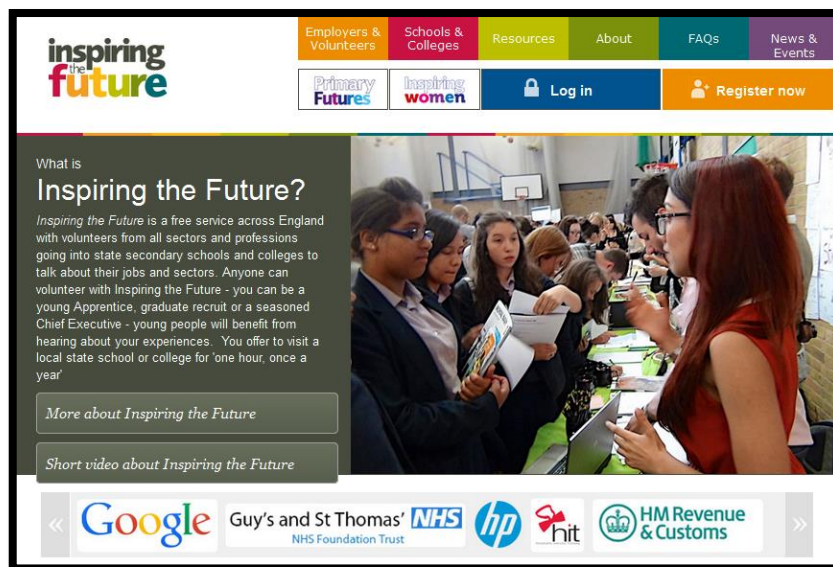 inspiring
the
future
Employers &
Volunteers
Schools &
Colleges
Resources
About
FAQs
News &
Events
Primary
Futures
Inspiring
women
Log in
Register now
What is
Inspiring the Future?
Inspiring the Future is a free service across England
with volunteers from all sectors and professions
going into state secondary schools and colleges to
talk about their jobs and sectors. Anyone can
volunteer with Inspiring the Future - you can be a
young Apprentice, graduate recruit or a seasoned
Chief Executive - young people will benefit from
hearing about your experiences. You offer to visit a
local state school or college for 'one hour, once a
year'
More about Inspiring the Future
Short video about Inspiring the Future
«
Google
Guy's and St Thomas' NHS
NHS Foundation Trust
hp
hit
HM Revenue
& Customs
»